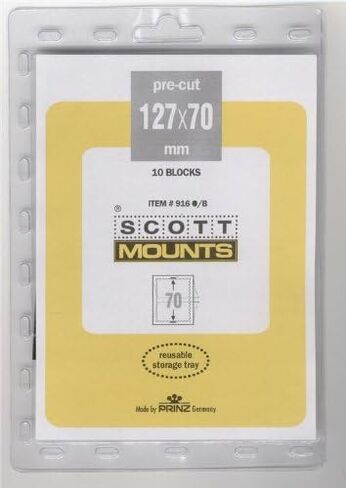 pre-cut
127x70
mm
10 BLOCKS
ITEM # 916 ●/B
® SCOTT
MOUNTS
70
reusable
storage tray
Made by PRINZ Germany